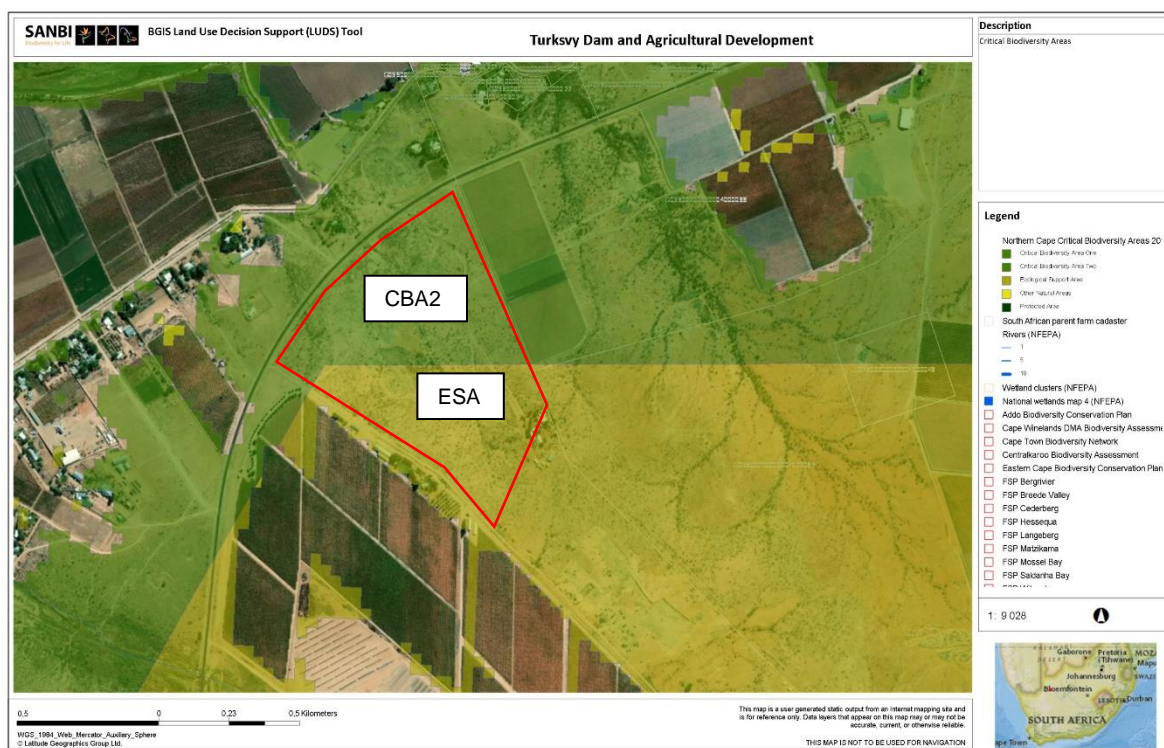 SANBI
Biodiversity for Life
BGIS Land Use Decision Support (LUDS) Tool
Turksvy Dam and Agricultural Development
Description
Critical Biodiversity Areas
CBA2
ESA
Legend
Northern Cape Critical Biodiversity Areas 20
Critical Biodiversity Area One
Critical Biodiversity Area Two
Ecological Support Area
Other Natural Areas
Protected Area
South African parent farm cadaster
Rivers (NFEPA)
1
5
10
Wetland clusters (NFEPA)
National wetlands map 4 (NFEPA)
Addo Biodiversity Conservation Plan
Cape Winelands DMA Biodiversity Assessme
Cape Town Biodiversity Network
Centralkaroo Biodiversity Assessment
Eastern Cape Biodiversity Conservation Plan
FSP Bergrivier
FSP Breede Valley
FSP Cederberg
FSP Hessequa
FSP Langeberg
FSP Matzikama
FSP Mossel Bay
FSP Saldanha Bay
1: 9 028
Gaborone Pretoria MOZ
(Tshwane) Mapu
Johannesburg SWAZI
Bloemfontein
LESOTHO Durban
SOUTH AFRICA
ape Town
0,5 0 0,23 0,5 Kilometers
WGS_1984_Web_Mercator_Auxiliary_Sphere
© Latitude Geographics Group Ltd.
This map is a user generated static output from an Internet mapping site and
is for reference only. Data layers that appear on this map may or may not be
accurate, current, or otherwise reliable.
THIS MAP IS NOT TO BE USED FOR NAVIGATION